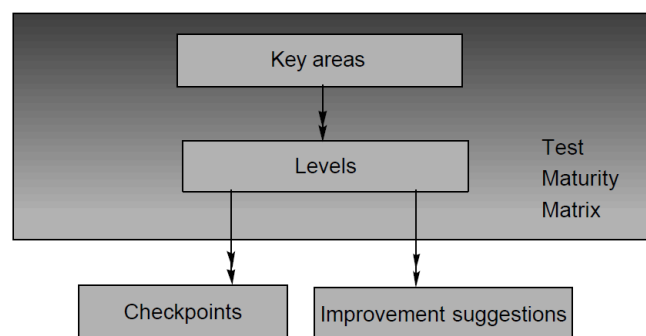 Key areas
Levels
Test
Maturity
Matrix
Checkpoints
Improvement suggestions